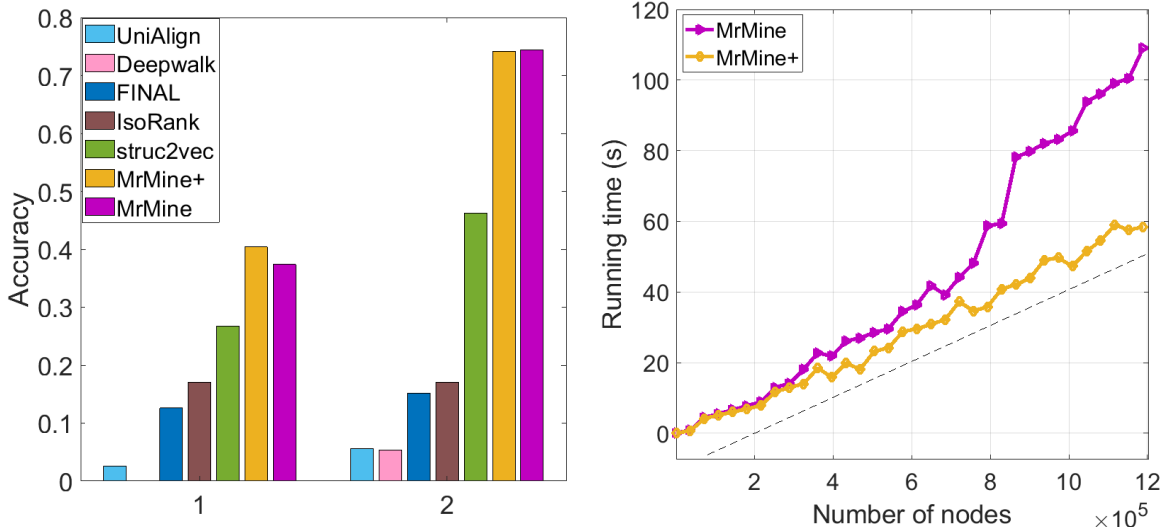 0.8
0.7
0.6
0.5
0.4
0.3
0.2
0.1
0
Accuracy
UniAlign
Deepwalk
FINAL
IsoRank
struc2vec
MrMine+
MrMine
1
2
120
100
80
60
40
20
0
Running time (s)
MrMine
MrMine+
2
4
6
8
10
12
Number of nodes
×10^5